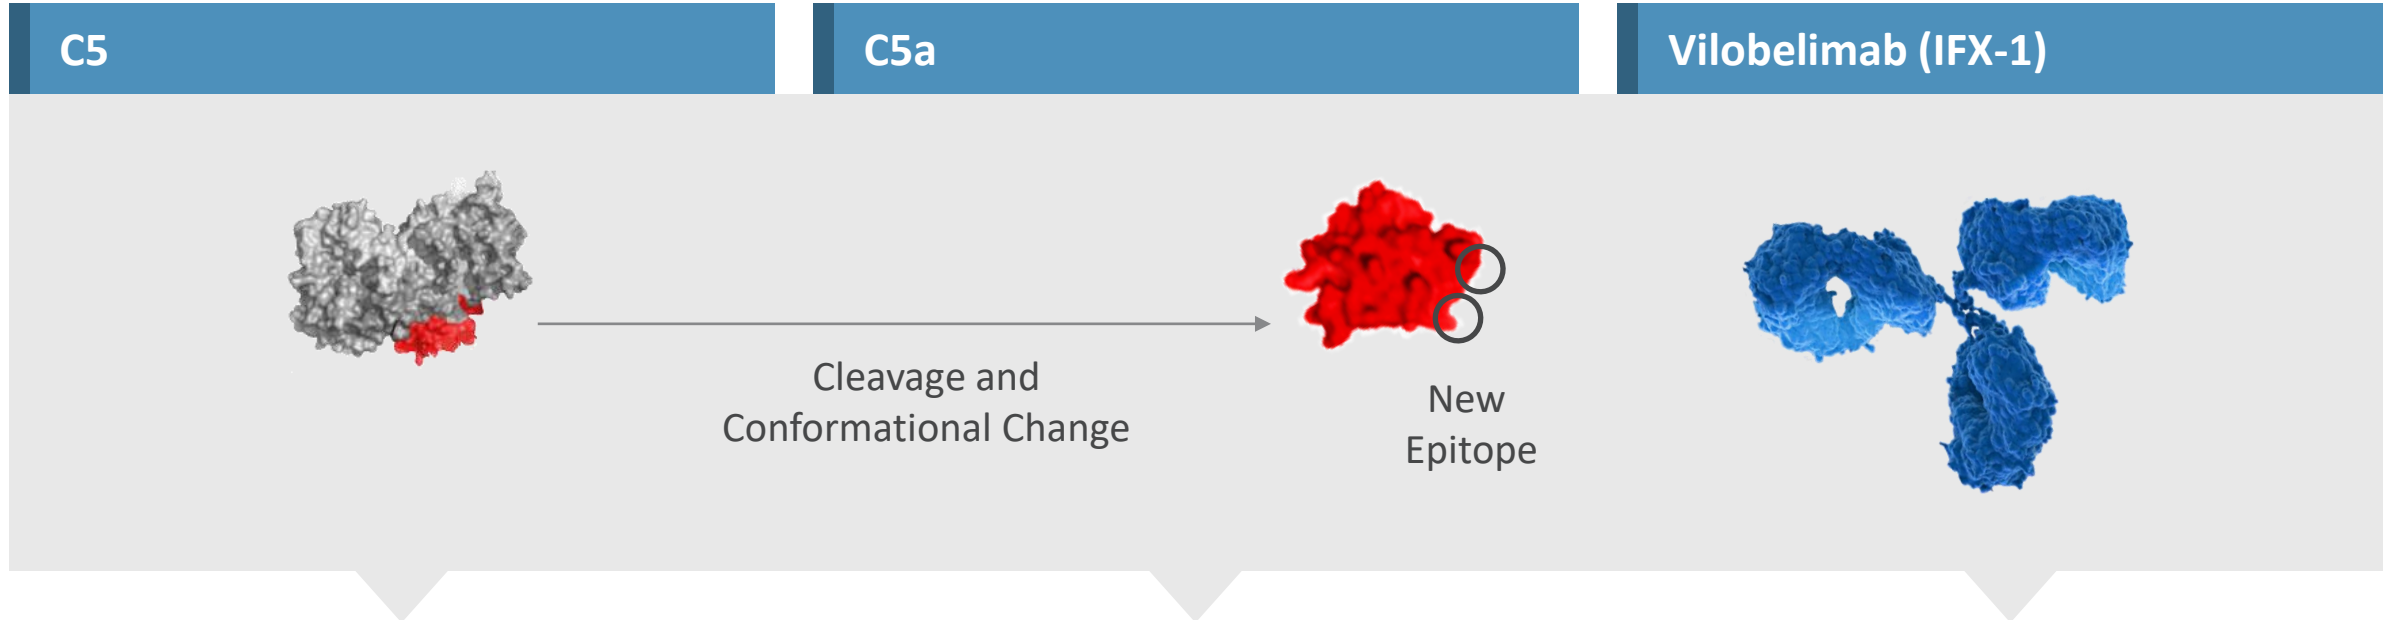 C5
C5a
Vilobelimab (IFX-1)
Cleavage and
Conformational Change
New
Epitope